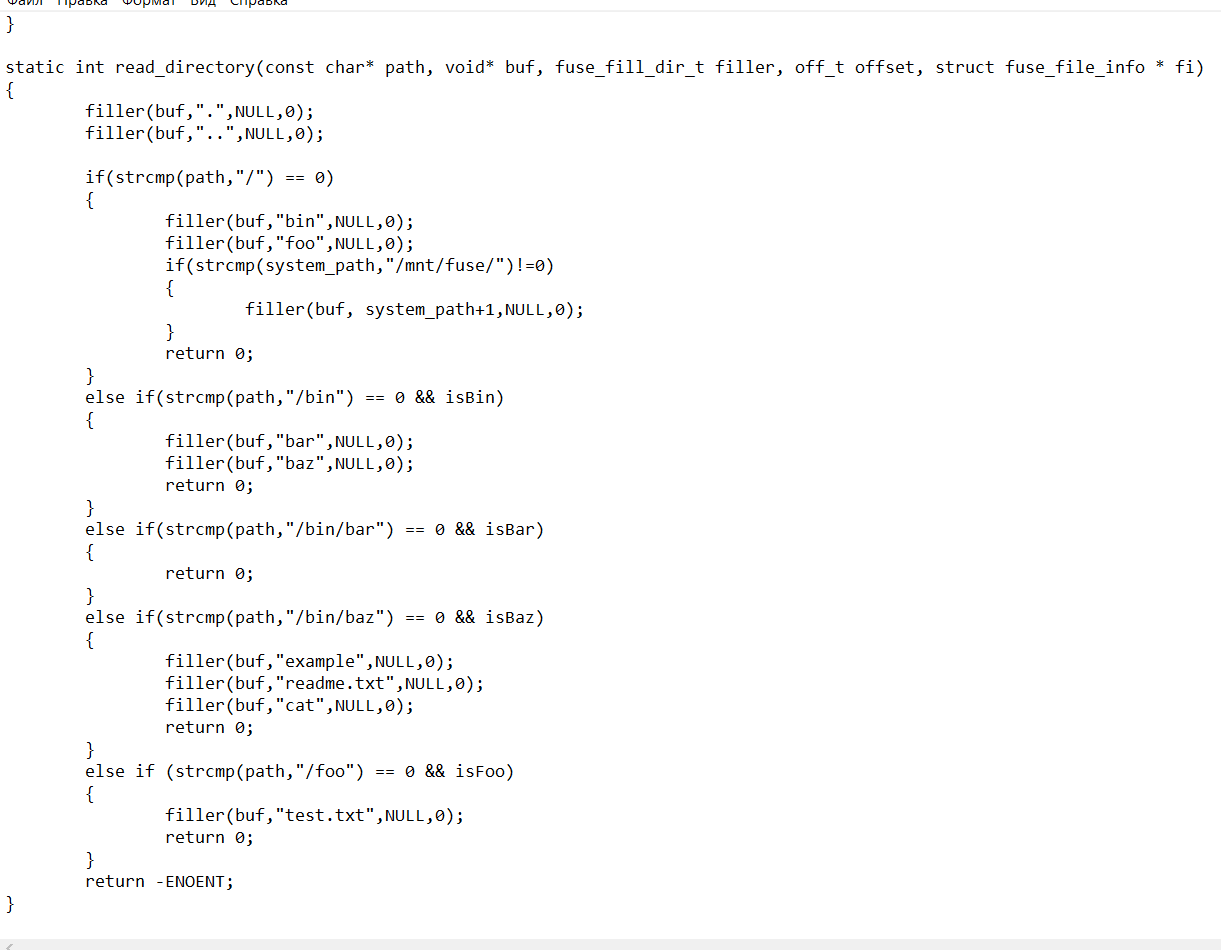 Файл Правка Формат Вид Справка
}

static int read_directory(const char* path, void* buf, fuse_fill_dir_t filler, off_t offset, struct fuse_file_info * fi)
{
        filler(buf,".",NULL,0);
        filler(buf,"..",NULL,0);

        if(strcmp(path,"/") == 0)
        {
                filler(buf,"bin",NULL,0);
                filler(buf,"foo",NULL,0);
                if(strcmp(system_path,"/mnt/fuse/")!=0)
                {
                        filler(buf, system_path+1,NULL,0);
                }
                return 0;
        }
        else if(strcmp(path,"/bin") == 0 && isBin)
        {
                filler(buf,"bar",NULL,0);
                filler(buf,"baz",NULL,0);
                return 0;
        }
        else if(strcmp(path,"/bin/bar") == 0 && isBar)
        {
                return 0;
        }
        else if(strcmp(path,"/bin/baz") == 0 && isBaz)
        {
                filler(buf,"example",NULL,0);
                filler(buf,"readme.txt",NULL,0);
                filler(buf,"cat",NULL,0);
                return 0;
        }
        else if (strcmp(path,"/foo") == 0 && isFoo)
        {
                filler(buf,"test.txt",NULL,0);
                return 0;
        }
        return -ENOENT;
}